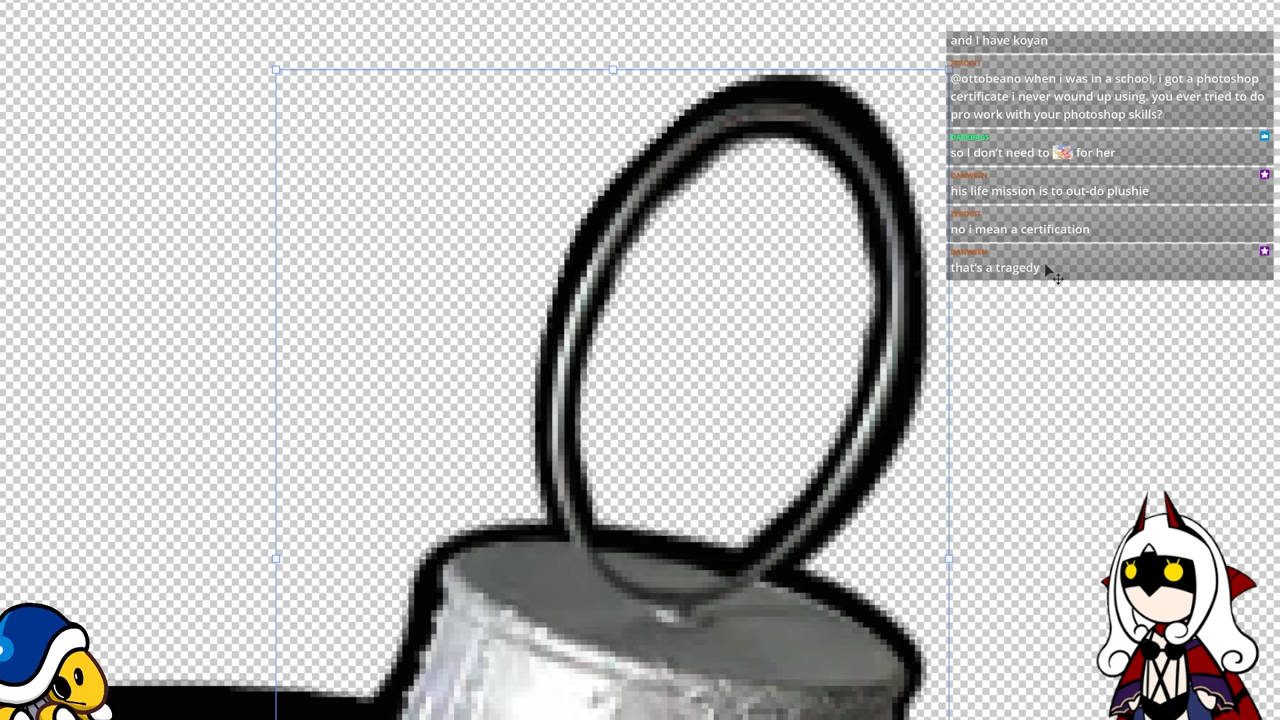 and I have koyan
@ottobeano when i was in a school, i got a photoshop
certificate i never wound up using, you ever tried to do
pro work with your photoshop skills?
so I don't need to for her
DANWEEN
his life mission is to out-do plushie
no i mean a certification
DANWEEN
that's a tragedy